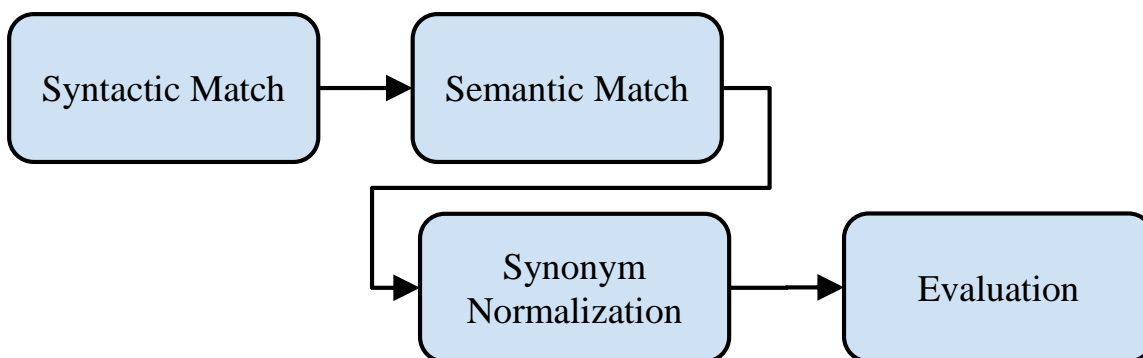 Syntactic Match
Semantic Match
Synonym
Normalization
Evaluation